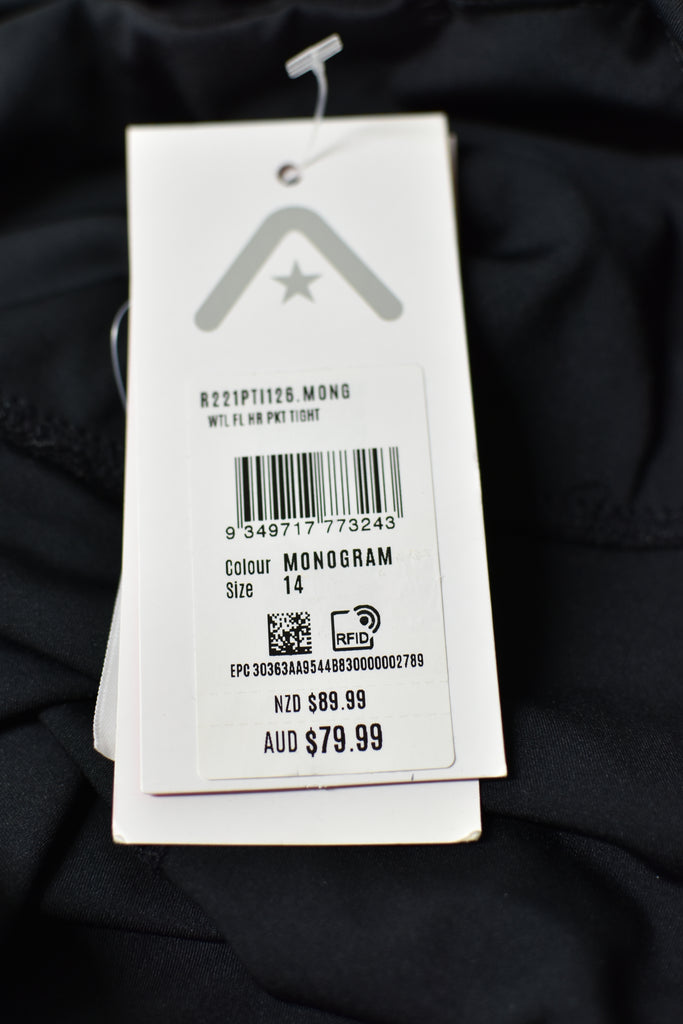 R221PTI126.MONG
WTL FL HR PKT TIGHT
9 349717 773243
Colour MONOGRAM
Size 14
RFID
EPC 30363AA9544B830000002789
NZD $89.99
AUD $79.99